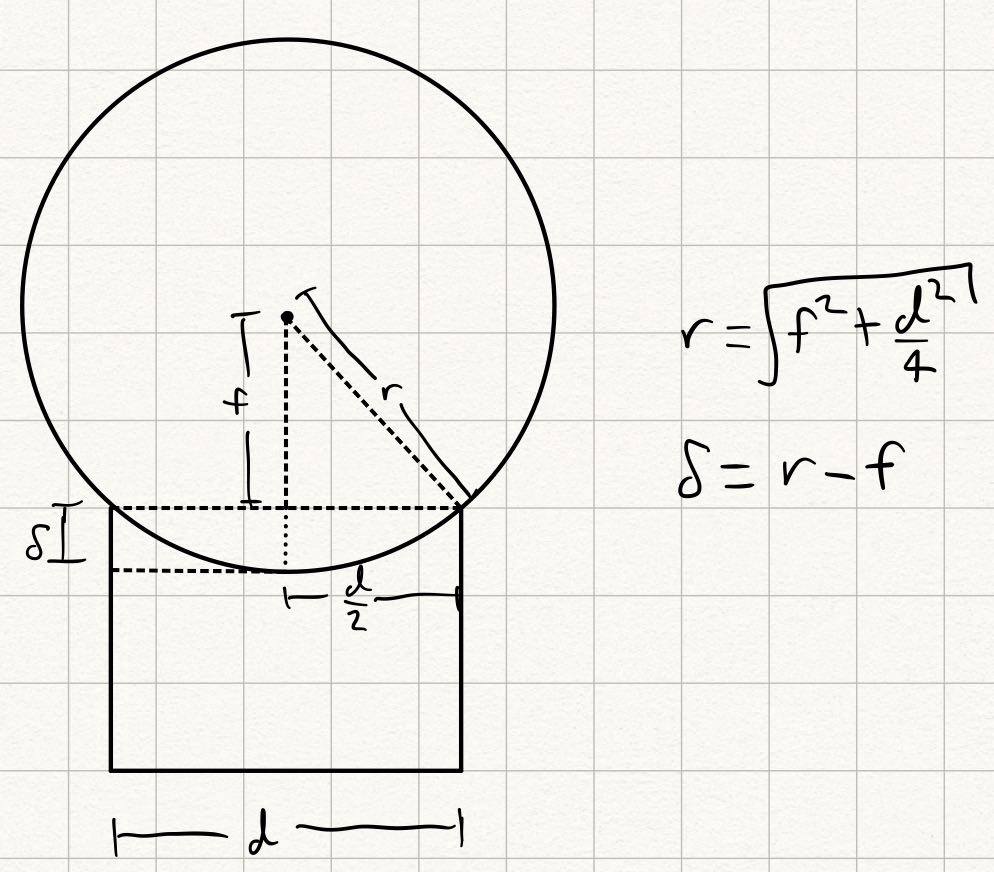 r
f
δ
d/2
d
r = √(f² + d²/4)
δ = r - f